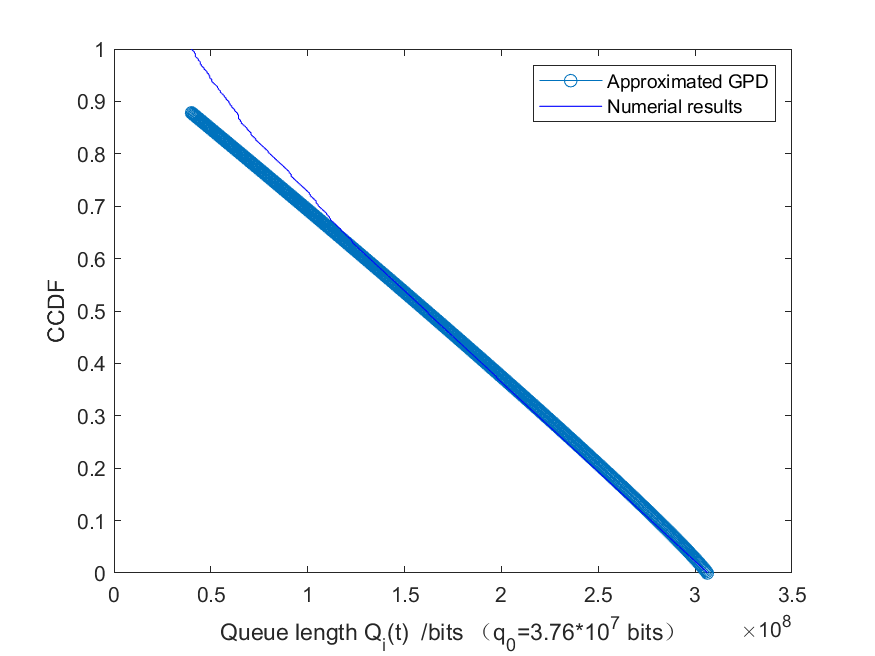 Approximated GPD
Numerial results
CCDF
1
0.9
0.8
0.7
0.6
0.5
0.4
0.3
0.2
0.1
0
0 0.5 1 1.5 2 2.5 3 3.5
×10^8
Queue length Q_i(t) /bits （q_0=3.76*10^7 bits）